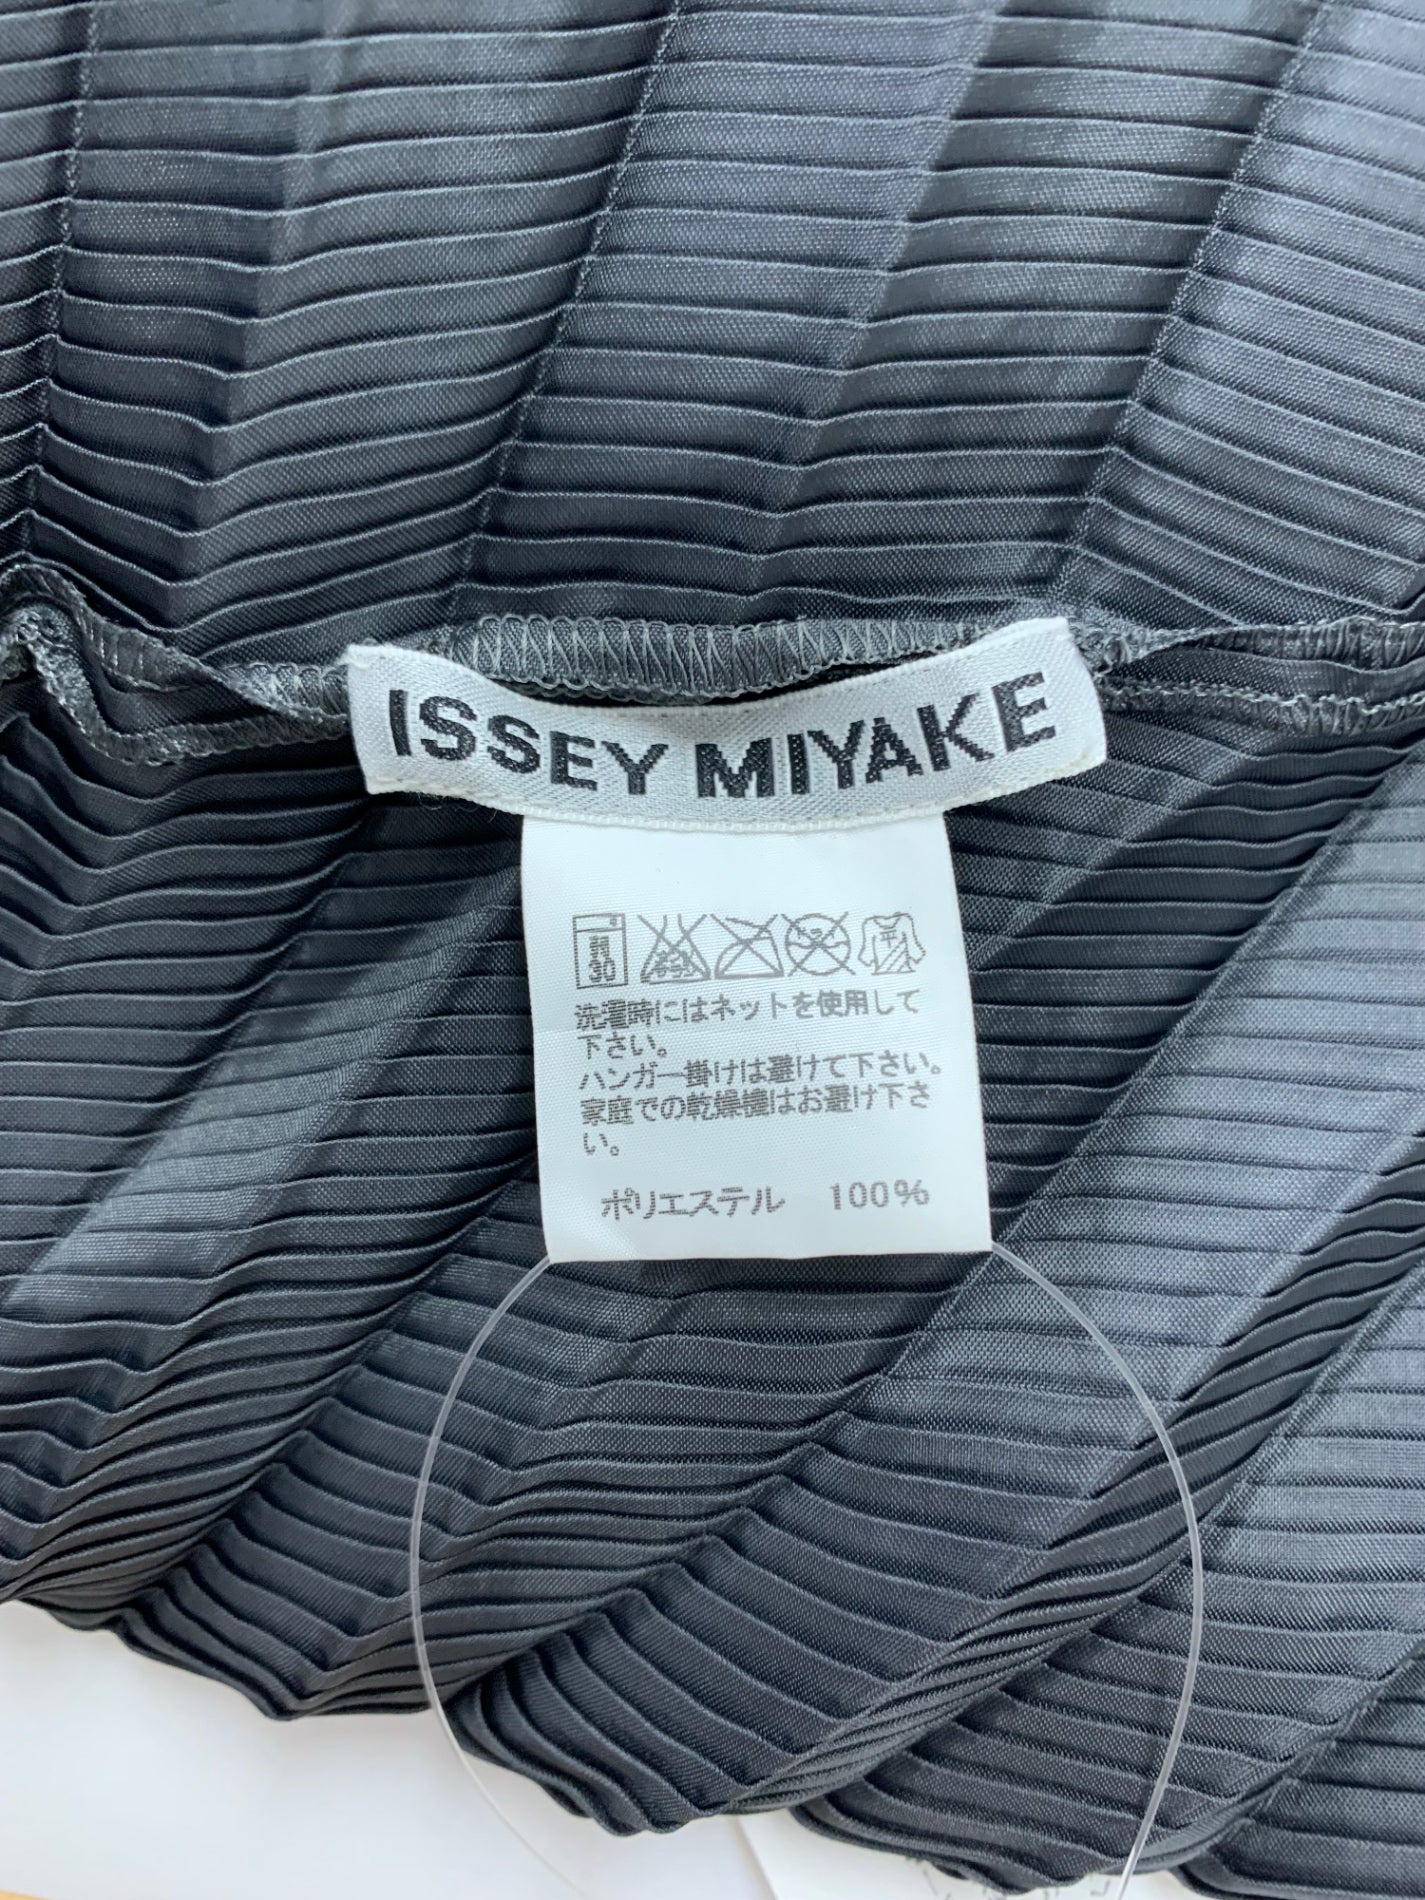 ISSEY MIYAKE
弱
30
洗濯時にはネットを使用して
下さい。
ハンガー掛けは避けて下さい。
家庭での乾燥機はお避け下さ
い。
ポリエステル 100%